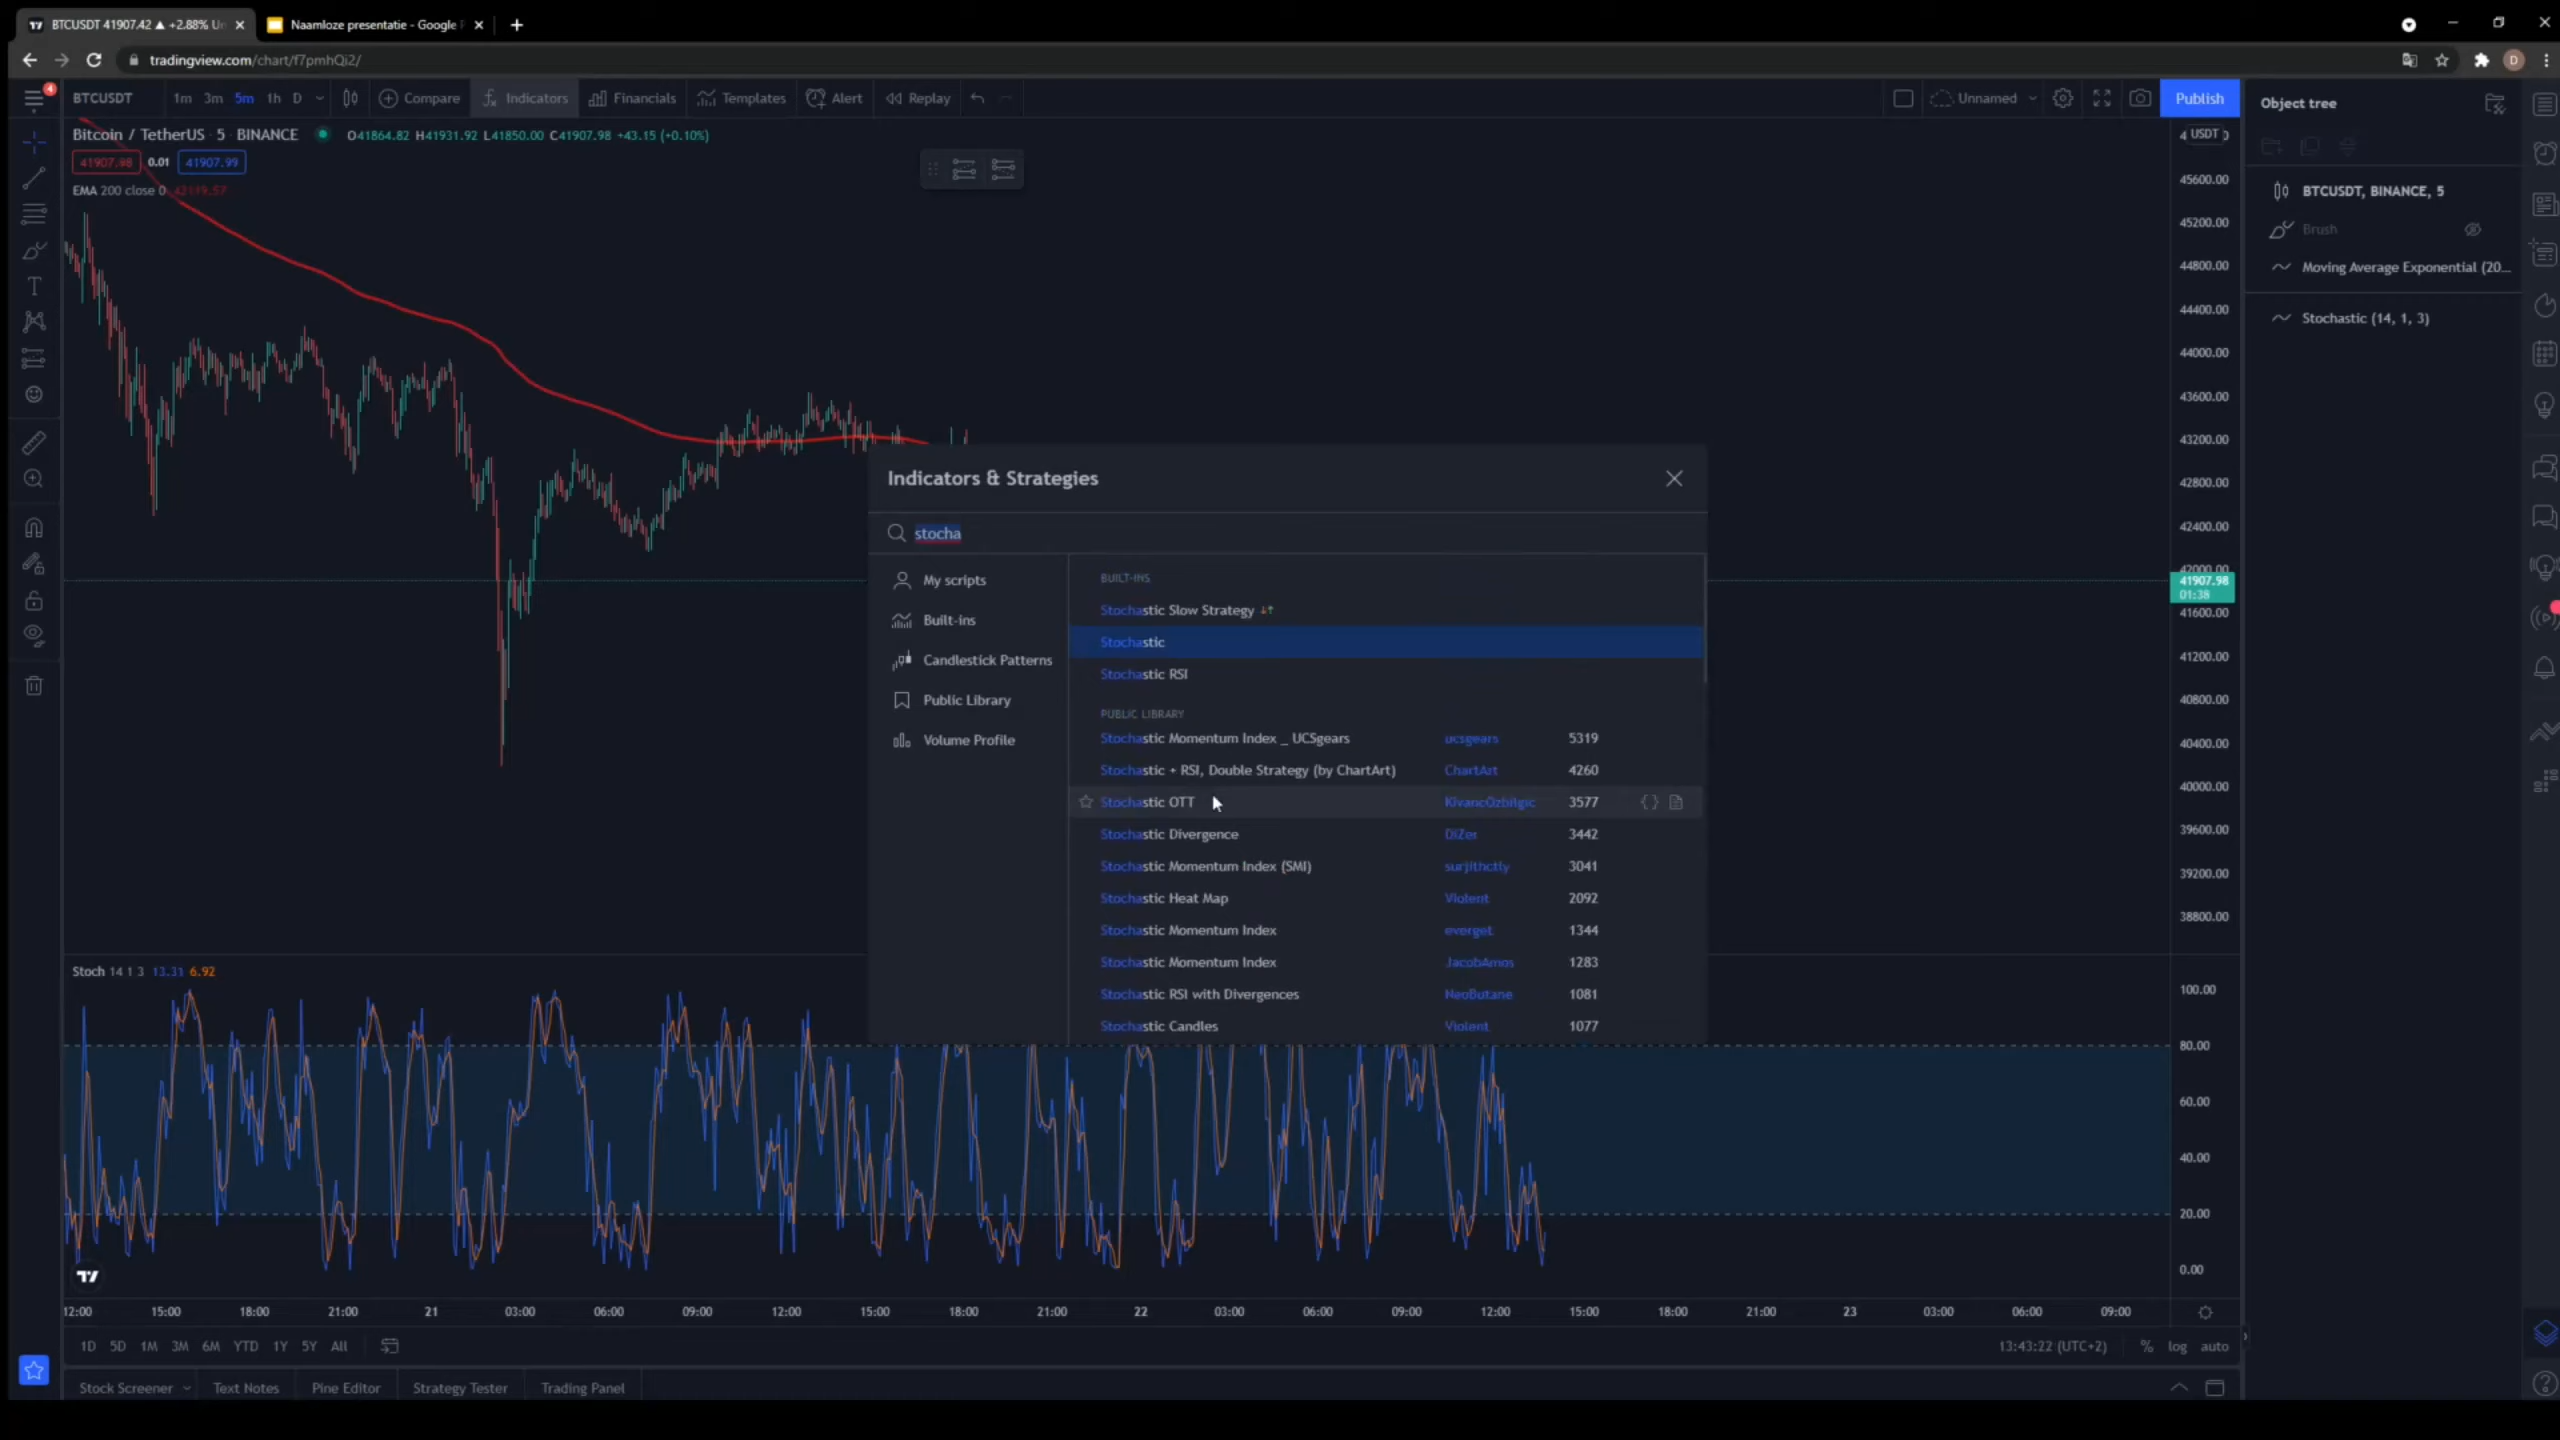 BTCUSDT 41907.42 ▲ +2.88% Un
Naamloze presentatie - Google
tradingview.com/chart/f7pmhQi2/
D
4
BTCUSDT
1m 3m 5m 1h D
Compare
Indicators
Financials
Templates
Alert
Replay
Unnamed
Publish
Object tree
Bitcoin / TetherUS · 5 · BINANCE
O41864.82 H41931.92 L41850.00 C41907.98 +43.15 (+0.10%)
USDT
41907.98 0.01 41907.99
EMA 200 close 0 43119.57
BTCUSDT, BINANCE, 5
Brush
Moving Average Exponential (20...
Stochastic (14, 1, 3)
45600.00
45200.00
44800.00
44400.00
44000.00
43600.00
43200.00
42800.00
42400.00
42000.00
41907.98
01:38
41600.00
41200.00
40800.00
40400.00
40000.00
39600.00
39200.00
38800.00
Indicators & Strategies
stocha
My scripts
Built-ins
Candlestick Patterns
Public Library
Volume Profile
BUILT-INS
Stochastic Slow Strategy
Stochastic
Stochastic RSI
PUBLIC LIBRARY
Stochastic Momentum Index _ UCSgears ucsgears 5319
Stochastic + RSI, Double Strategy (by ChartArt) ChartArt 4260
Stochastic OTT KivancOzbilgic 3577
Stochastic Divergence DiZer 3442
Stochastic Momentum Index (SMI) surjithctly 3041
Stochastic Heat Map Violent 2092
Stochastic Momentum Index everget 1344
Stochastic Momentum Index JacobAmos 1283
Stochastic RSI with Divergences NeoButane 1081
Stochastic Candles Violent 1077
Stoch 14 1 3 13.31 6.92
100.00
80.00
60.00
40.00
20.00
0.00
12:00 15:00 18:00 21:00 21 03:00 06:00 09:00 12:00 15:00 18:00 21:00 22 03:00 06:00 09:00 12:00 15:00 18:00 21:00 23 03:00 06:00 09:00
1D 5D 1M 3M 6M YTD 1Y 5Y All
13:43:22 (UTC+2) % log auto
Stock Screener
Text Notes
Pine Editor
Strategy Tester
Trading Panel